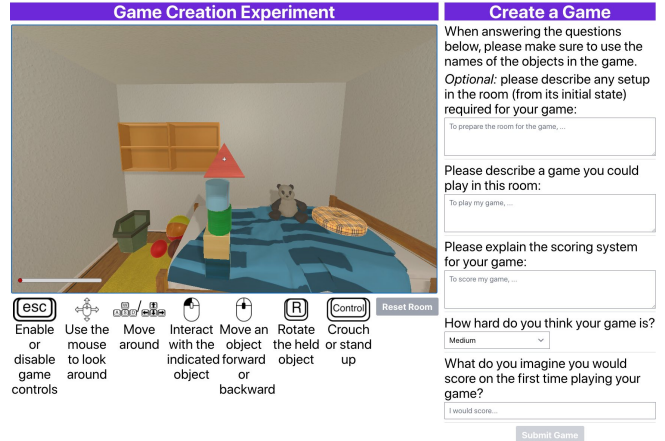 Game Creation Experiment
Create a Game
When answering the questions
below, please make sure to use the
names of the objects in the game.
Optional: please describe any setup
in the room (from its initial state)
required for your game:
To prepare the room for the game, ...
Please describe a game you could
play in this room:
To play my game, ...
Please explain the scoring system
for your game:
To score my game, ...
How hard do you think your game is?
Medium
What do you imagine you would
score on the first time playing your
game?
I would score...
Submit Game
esc
Enable
or
disable
game
controls
Use the
mouse
to look
around
Move
around
Interact
with the
indicated
object
Move an
object
forward
or
backward
R
Rotate
the held
object
Control
Crouch
or stand
up
Reset Room